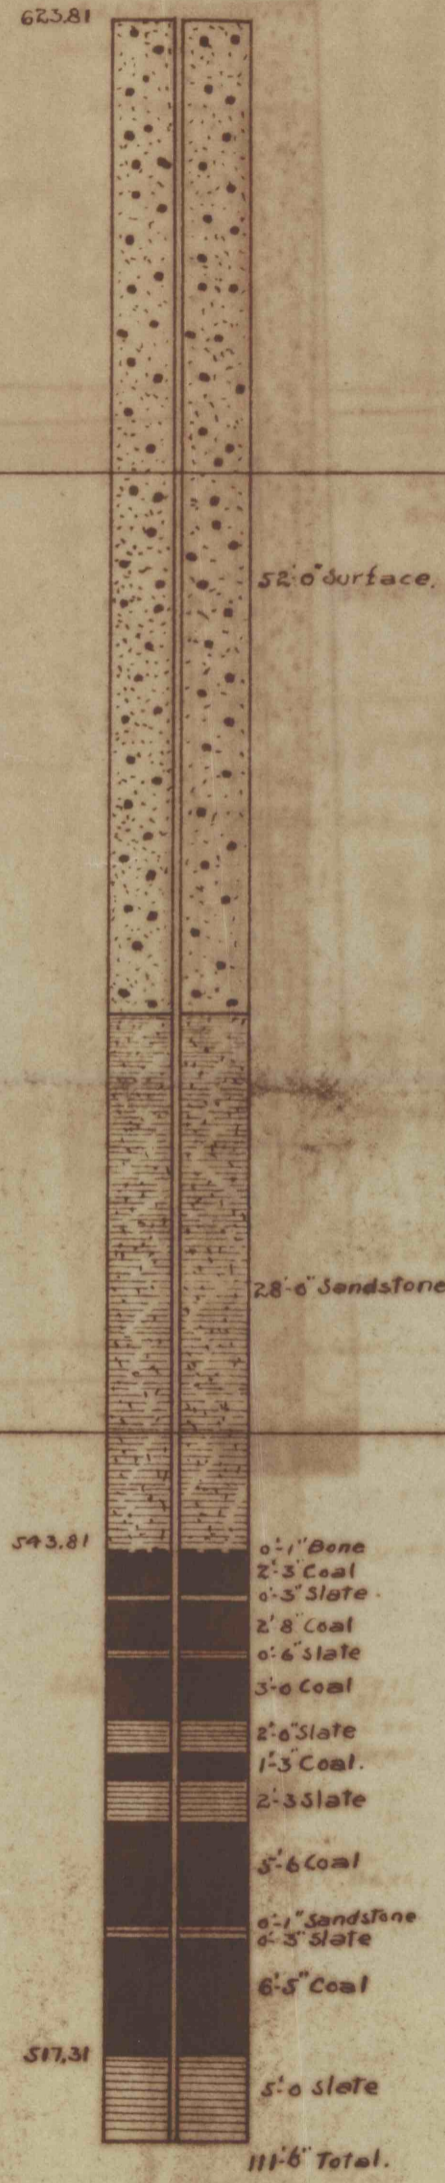 623.81
52'0" Surface.
28'-0" Sandstone
543.81
0'-1" Bone
2'-3" Coal
0'-3" Slate.
2'8" Coal
0'-6" Slate
3'-0 Coal
2'-0" Slate
1'-3" Coal.
2'-3 Slate
5'-6 Coal
0'-1" Sandstone
0'-3" Slate
6'-5" Coal
517.31
5'-0 Slate
111'-6" Total.